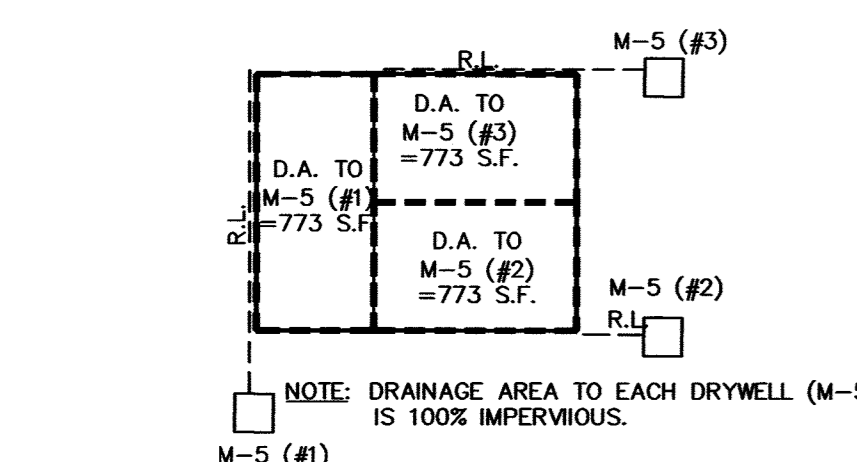 M-5 (#3)
R.L.
D.A. TO
M-5 (#3)
=773 S.F.
D.A. TO
M-5 (#1)
=773 S.F
R.L.
D.A. TO
M-5 (#2)
=773 S.F.
M-5 (#2)
R.L.
NOTE: DRAINAGE AREA TO EACH DRYWELL (M-5
IS 100% IMPERVIIOUS.
M-5 (#1)